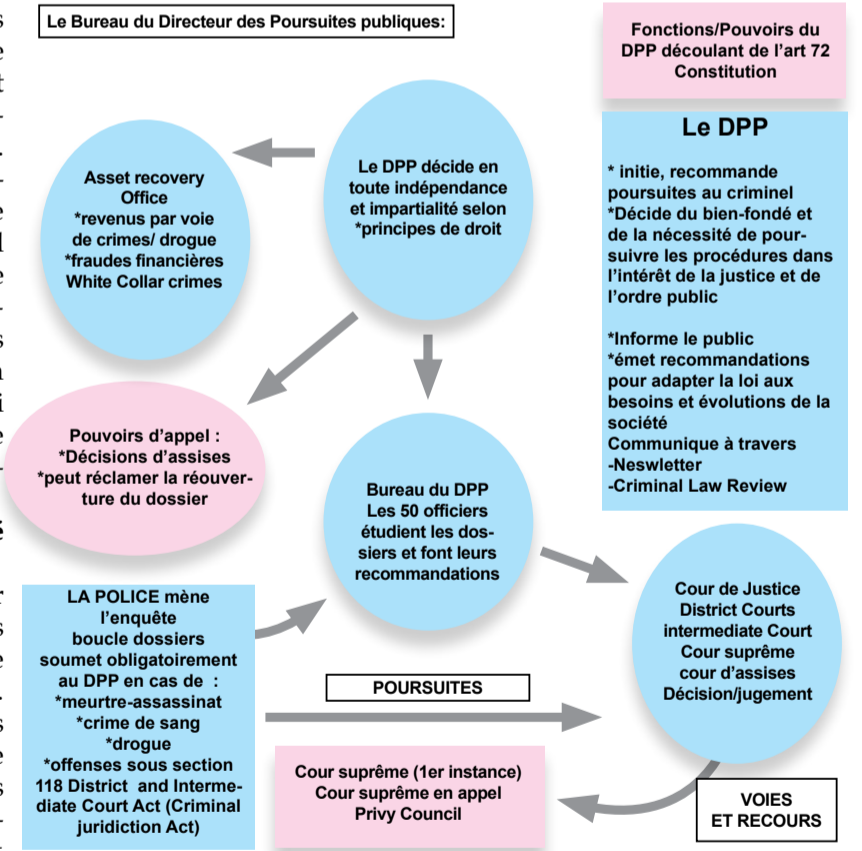 Le Bureau du Directeur des Poursuites publiques:
Fonctions/Pouvoirs du
DPP découlant de l'art 72
Constitution
Le DPP
* initie, recommande
poursuites au criminel
*Décide du bien-fondé et
de la nécessité de pour-
suivre les procédures dans
l'intérêt de la justice et de
l'ordre public
*Informe le public
*émet recommandations
pour adapter la loi aux
besoins et évolutions de la
société
Communique à travers
-Neswletter
-Criminal Law Review
Le DPP décide en
toute indépendance
et impartialité selon
*principes de droit
Asset recovery
Office
*revenus par voie
de crimes/ drogue
*fraudes financières
White Collar crimes
Pouvoirs d'appel :
*Décisions d'assises
*peut réclamer la réouver-
ture du dossier
Bureau du DPP
Les 50 officiers
étudient les dos-
siers et font leurs
recommandations
LA POLICE mène
l'enquête
boucle dossiers
soumet obligatoirement
au DPP en cas de :
*meurtre-assassinat
*crime de sang
*drogue
*offenses sous section
118 District and Interme-
diate Court Act (Criminal
juridiction Act)
POURSUITES
Cour de Justice
District Courts
intermediate Court
Cour suprême
cour d'assises
Décision/jugement
Cour suprême (1er instance)
Cour suprême en appel
Privy Council
VOIES
ET RECOURS